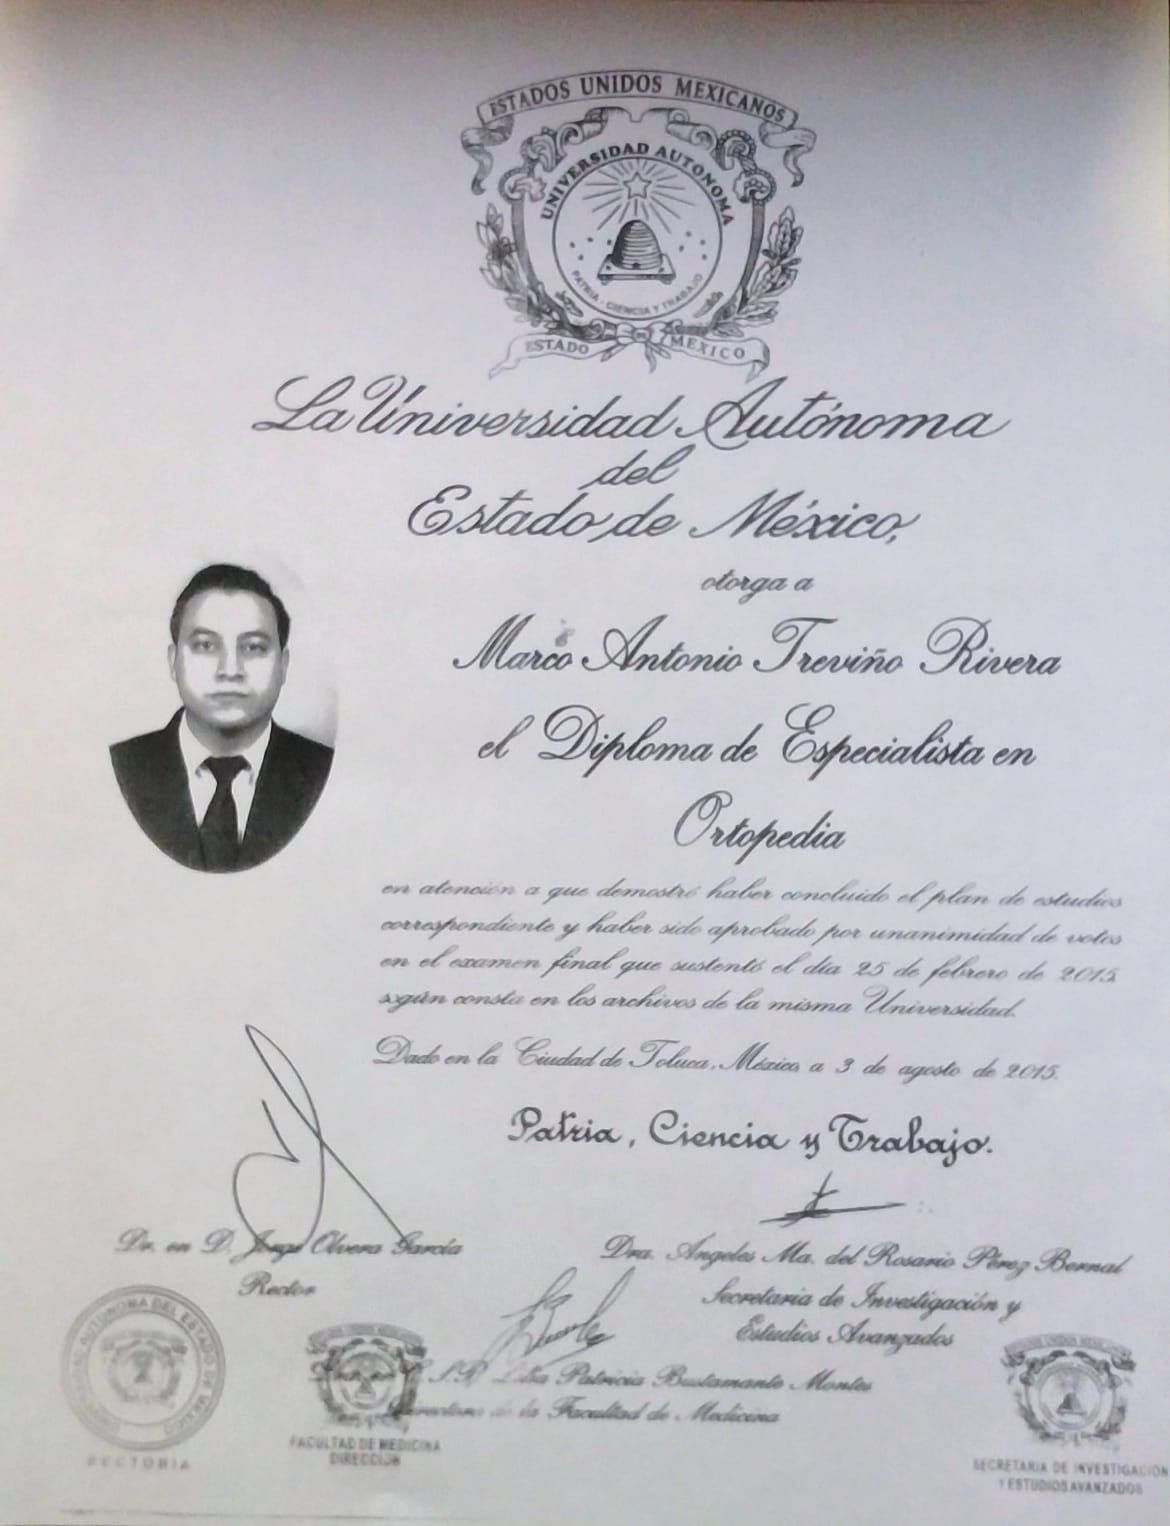 ESTADOS UNIDOS MEXICANOS
UNIVERSIDAD AUTONOMA
PATRIA · CIENCIA Y TRABAJO
ESTADO MEXICO
La Universidad Autónoma
del
Estado de México,
otorga a
Marco Antonio Treviño Rivera
el Diploma de Especialista en
Ortopedia
en atención a que demostró haber concluido el plan de estudios
correspondiente y haber sido aprobado por unanimidad de votos
en el examen final que sustentó el día 25 de febrero de 2015,
según consta en los archivos de la misma Universidad.
Dado en la Ciudad de Toluca, México, a 3 de agosto de 2015.
Patria, Ciencia y Trabajo.
Dr. en D. Jorge Olvera García
Rector
Dra. Angeles Ma. del Rosario Pérez Bernal
Secretaria de Investigación y
Estudios Avanzados
S.P. Lilia Patricia Bustamante Montes
Directora de la Facultad de Medicina
AUTONOMA DEL ESTADO DE MEXICO
RECTORIA
FACULTAD DE MEDICINA
DIRECCION
SECRETARIA DE INVESTIGACION
Y ESTUDIOS AVANZADOS